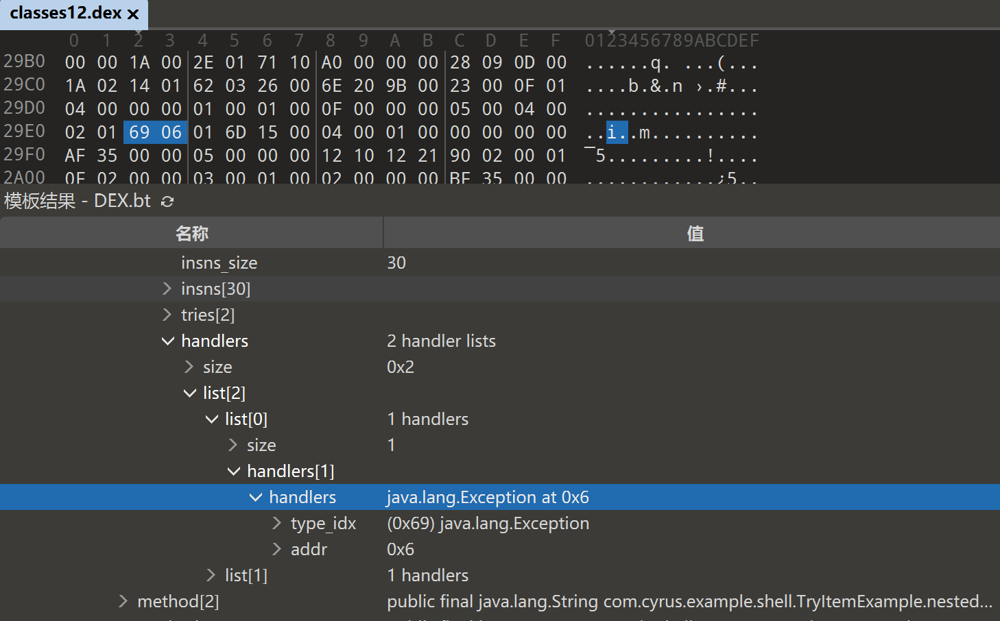 classes12.dex ×
0 1 2 3 4 5 6 7 8 9 A B C D E F 0123456789ABCDEF
29B0 00 00 1A 00 2E 01 71 10 A0 00 00 00 28 09 0D 00 ......q. ...(...
29C0 1A 02 14 01 62 03 26 00 6E 20 9B 00 23 00 0F 01 ....b.&.n ›.#...
29D0 04 00 00 00 01 00 01 00 0F 00 00 00 05 00 04 00 ................
29E0 02 01 69 06 01 6D 15 00 04 00 01 00 00 00 00 00 ..i..m..........
29F0 AF 35 00 00 05 00 00 00 12 10 12 21 90 02 00 01 ¯5.........!....
2A00 0F 02 00 00 03 00 01 00 02 00 00 00 BF 35 00 00 ............¿5..
模板结果 - DEX.bt
名称 值
insns_size 30
insns[30]
tries[2]
handlers 2 handler lists
size 0x2
list[2]
list[0] 1 handlers
size 1
handlers[1]
handlers java.lang.Exception at 0x6
type_idx (0x69) java.lang.Exception
addr 0x6
list[1] 1 handlers
method[2] public final java.lang.String com.cyrus.example.shell.TryItemExample.nested...